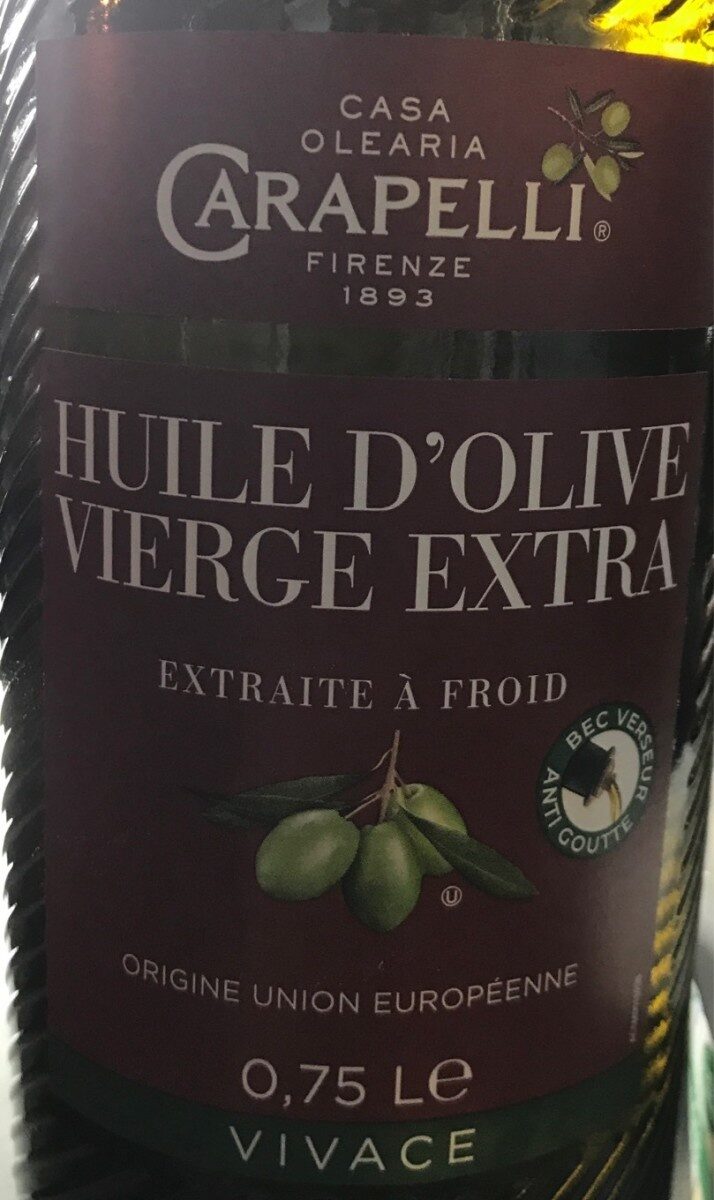 CASA
OLEARIA
CARAPELLI®
FIRENZE
1893
HUILE D'OLIVE
VIERGE EXTRA
EXTRAITE À FROID
BEC VERSEUR
ANTI GOUTTE
U
ORIGINE UNION EUROPÉENNE
0,75 L℮
VIVACE